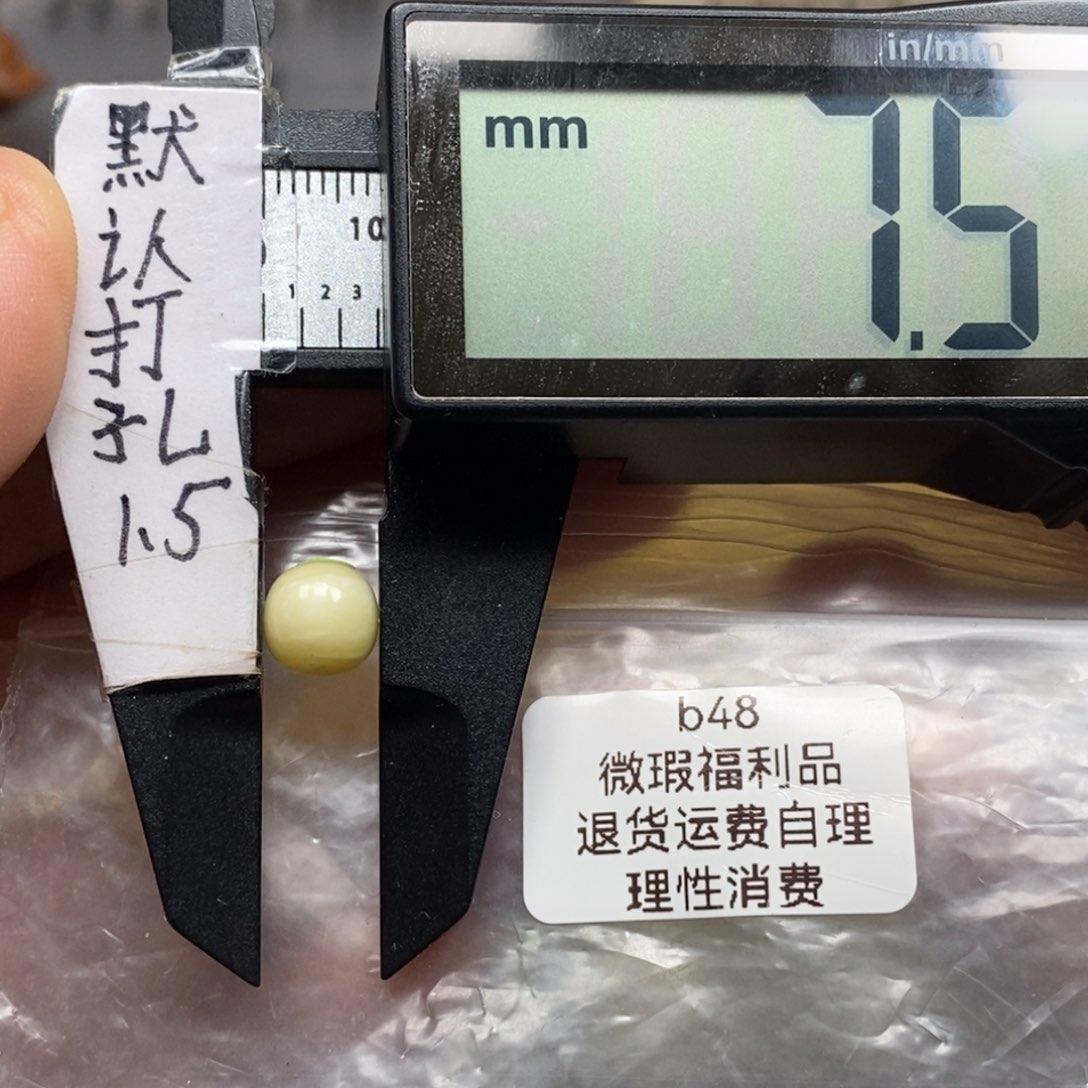 in/mm
mm
7.5
10
1 2 3
默
认
打
孔
1.5
b48
微瑕福利品
退货运费自理
理性消费